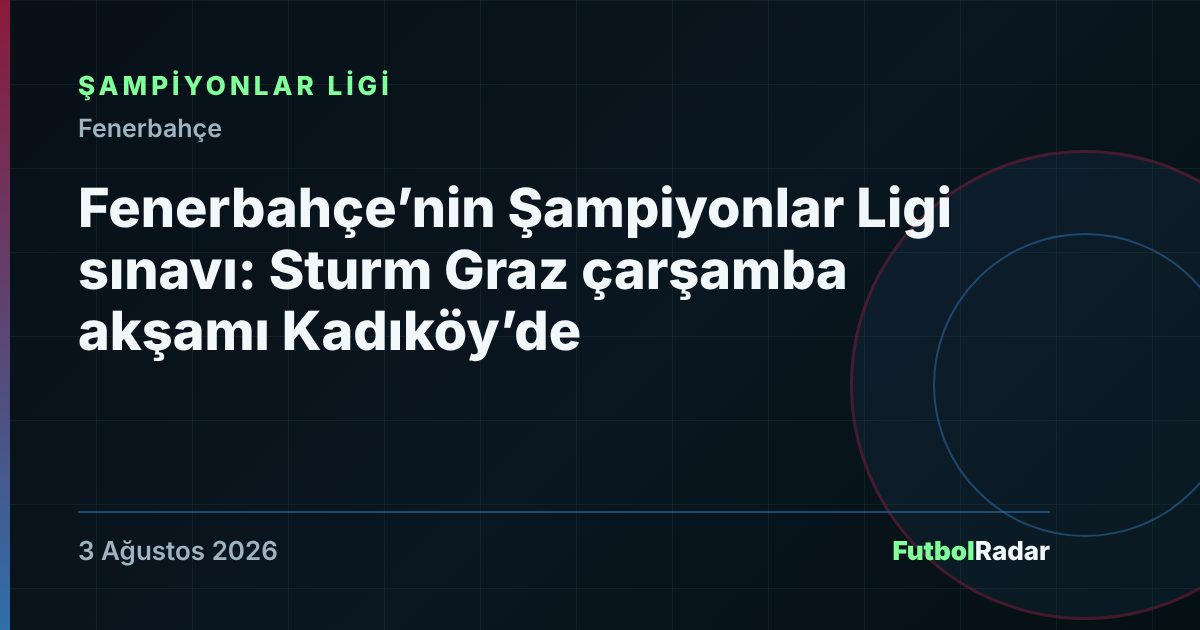 ŞAMPİYONLAR LİGİ
Fenerbahçe
Fenerbahçe’nin Şampiyonlar Ligi
sınavı: Sturm Graz çarşamba
akşamı Kadıköy’de
3 Ağustos 2026
FutbolRadar